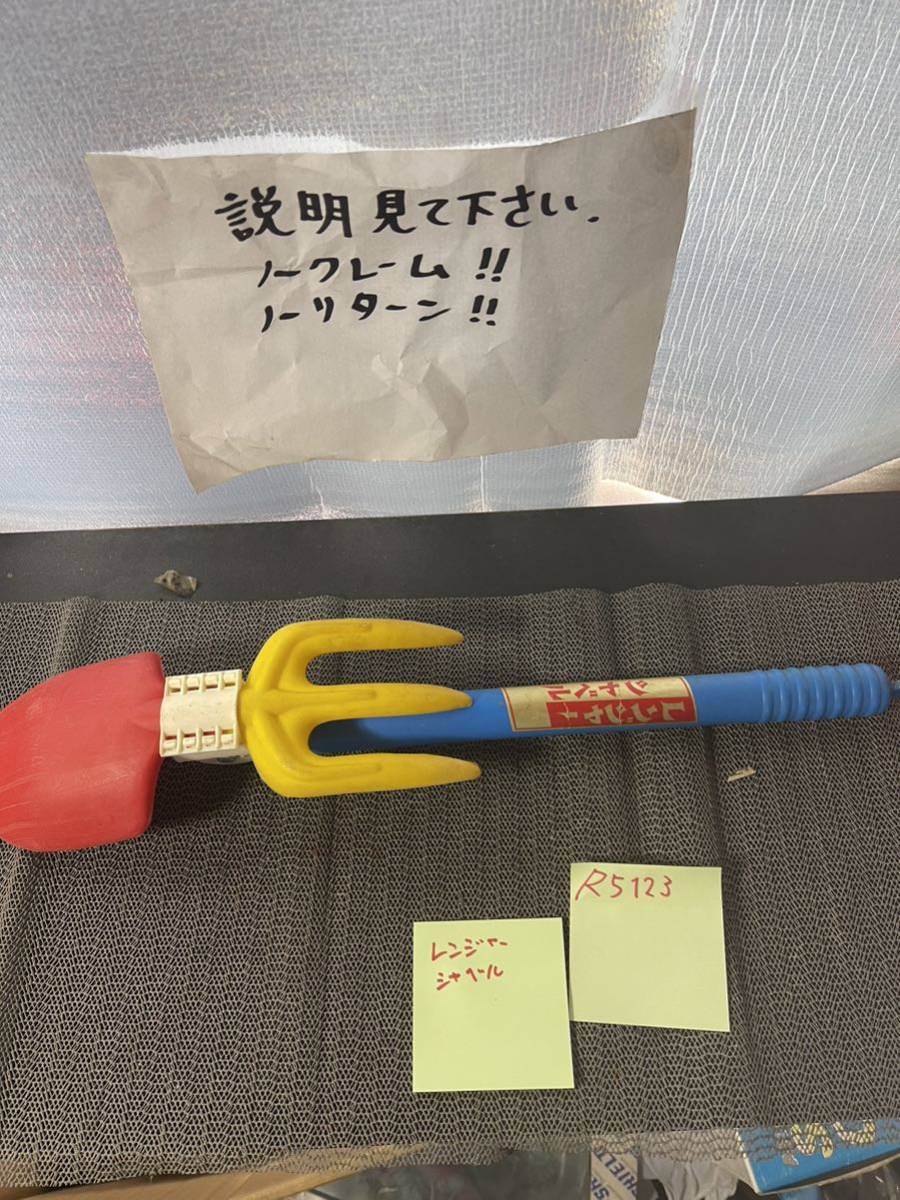 説明見て下さい.
ノークレーム!!
ノーリターン!!
レンジャー
シャベル
R5123
レンジャー
シャベル